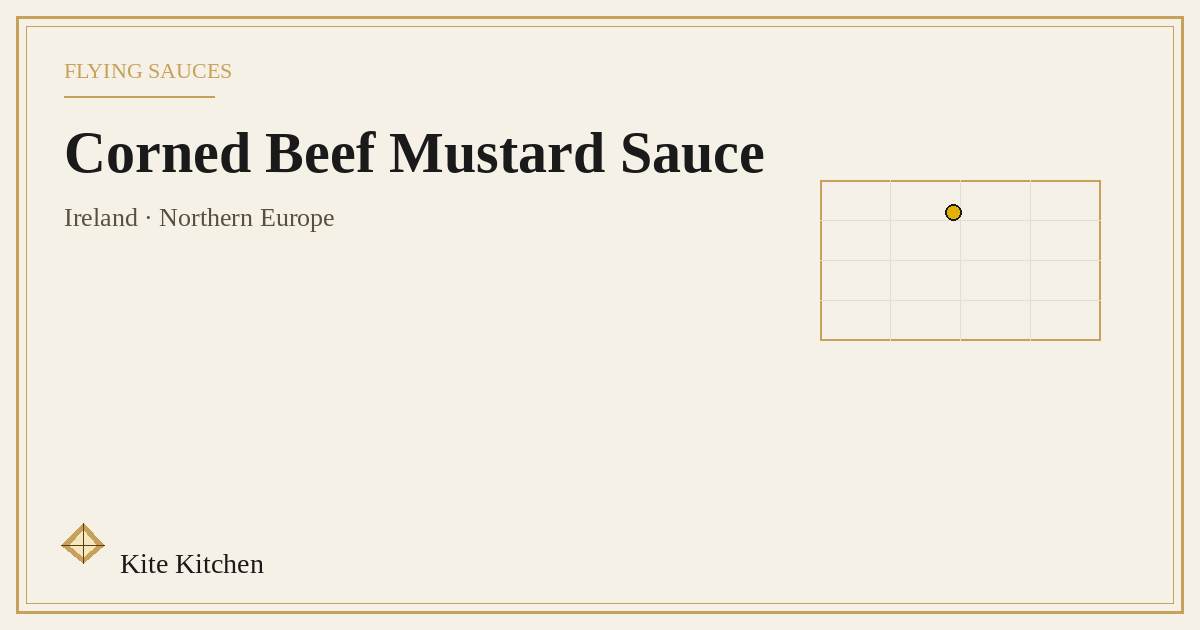 FLYING SAUCES
Corned Beef Mustard Sauce
Ireland · Northern Europe
Kite Kitchen